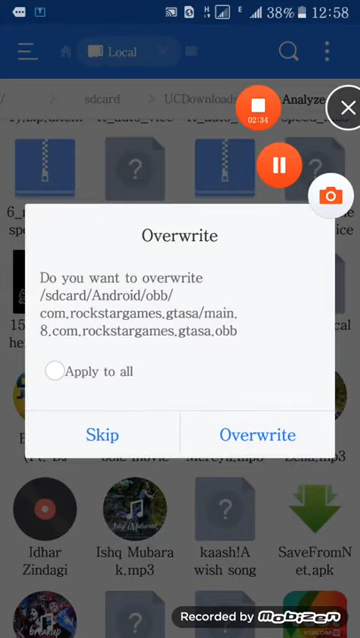 H
E
38% 12:58
Local
/ sdcard UCDownloads Analyze
02:34
Overwrite
Do you want to overwrite
/sdcard/Android/obb/
com.rockstargames.gtasa/main.
8.com.rockstargames.gtasa.obb
Apply to all
Skip Overwrite
Idhar Ishq Mubara kaash!A SaveFromN
Zindagi k.mp3 wish song et.apk
Recorded by Mobizen